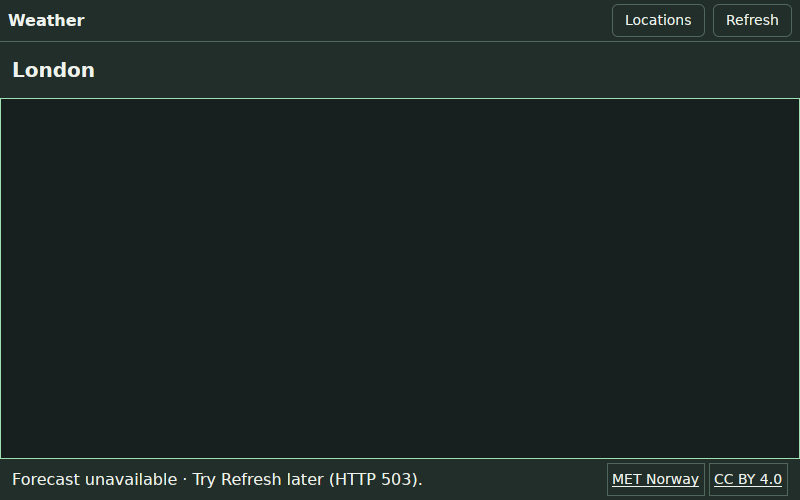 Weather
Locations
Refresh
London
Forecast unavailable · Try Refresh later (HTTP 503).
MET Norway
CC BY 4.0